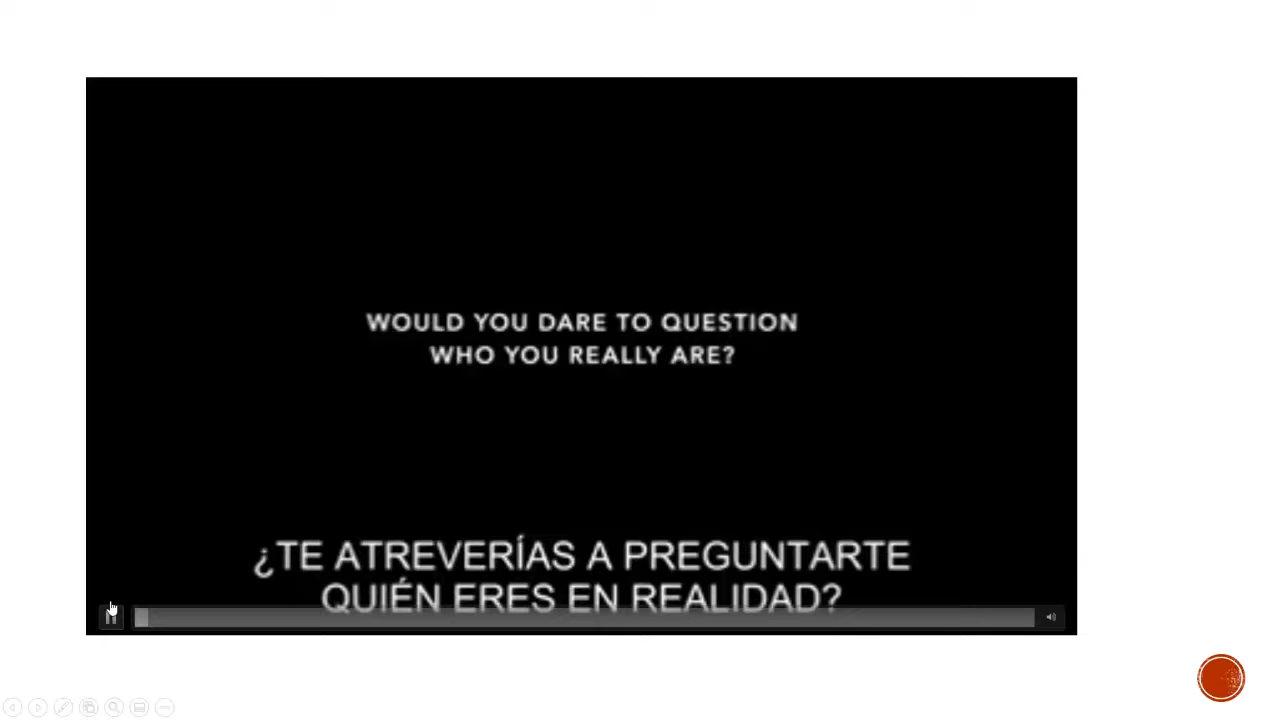 WOULD YOU DARE TO QUESTION
WHO YOU REALLY ARE?
¿TE ATREVERÍAS A PREGUNTARTE
QUIÉN ERES EN REALIDAD?